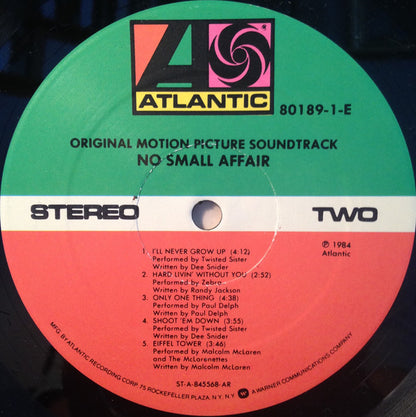 ATLANTIC
80189-1-E
ORIGINAL MOTION PICTURE SOUNDTRACK
NO SMALL AFFAIR
STEREO
TWO
1. I'LL NEVER GROW UP (4:12)
Performed by Twisted Sister
Written by Dee Snider
2. HARD LIVIN' WITHOUT YOU (2:52)
Performed by Zebra
Written by Randy Jackson
3. ONLY ONE THING (4:38)
Performed by Paul Delph
Written by Paul Delph
4. SHOOT 'EM DOWN (3:55)
Performed by Twisted Sister
Written by Dee Snider
5. EIFFEL TOWER (3:46)
Performed by Malcolm McLaren
and The McLarenettes
Written by Malcolm McLaren
℗ 1984
Atlantic
ST-A-845568-AR
MFG. BY ATLANTIC RECORDING CORP. 75 ROCKEFELLER PLAZA, N.Y. N.Y. W A WARNER COMMUNICATIONS COMPANY